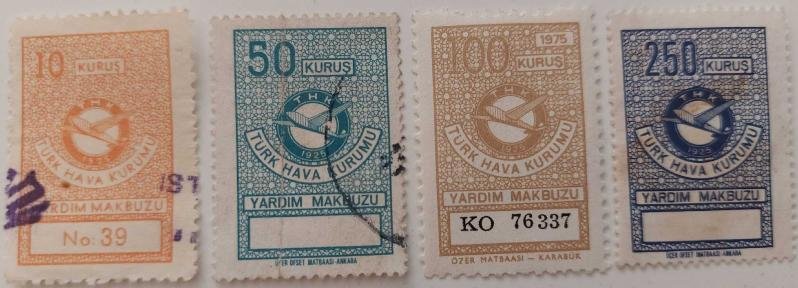 10 KURUŞ
THK
1925
TÜRK HAVA KURUMU
YARDIM MAKBUZU
No: 39
50 KURUŞ
THK
1925
TÜRK HAVA KURUMU
YARDIM MAKBUZU
ÖZER OFSET MATBAASI-ANKARA
1975
100 KURUŞ
THK
TÜRK HAVA KURUMU
YARDIM MAKBUZU
KO 76337
ÖZER MATBAASI - KARABÜK
250 KURUŞ
THK
TÜRK HAVA KURUMU
YARDIM MAKBUZU
ÖZER OFSET MATBAASI-ANKARA